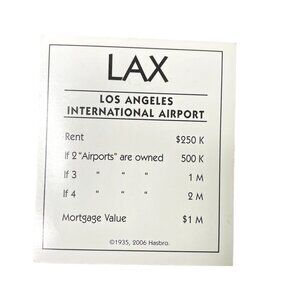 LAX
LOS ANGELES
INTERNATIONAL AIRPORT
Rent $250 K
If 2 "Airports" are owned 500 K
If 3 " " " 1 M
If 4 " " " 2 M
Mortgage Value $1 M
©1935, 2006 Hasbro.